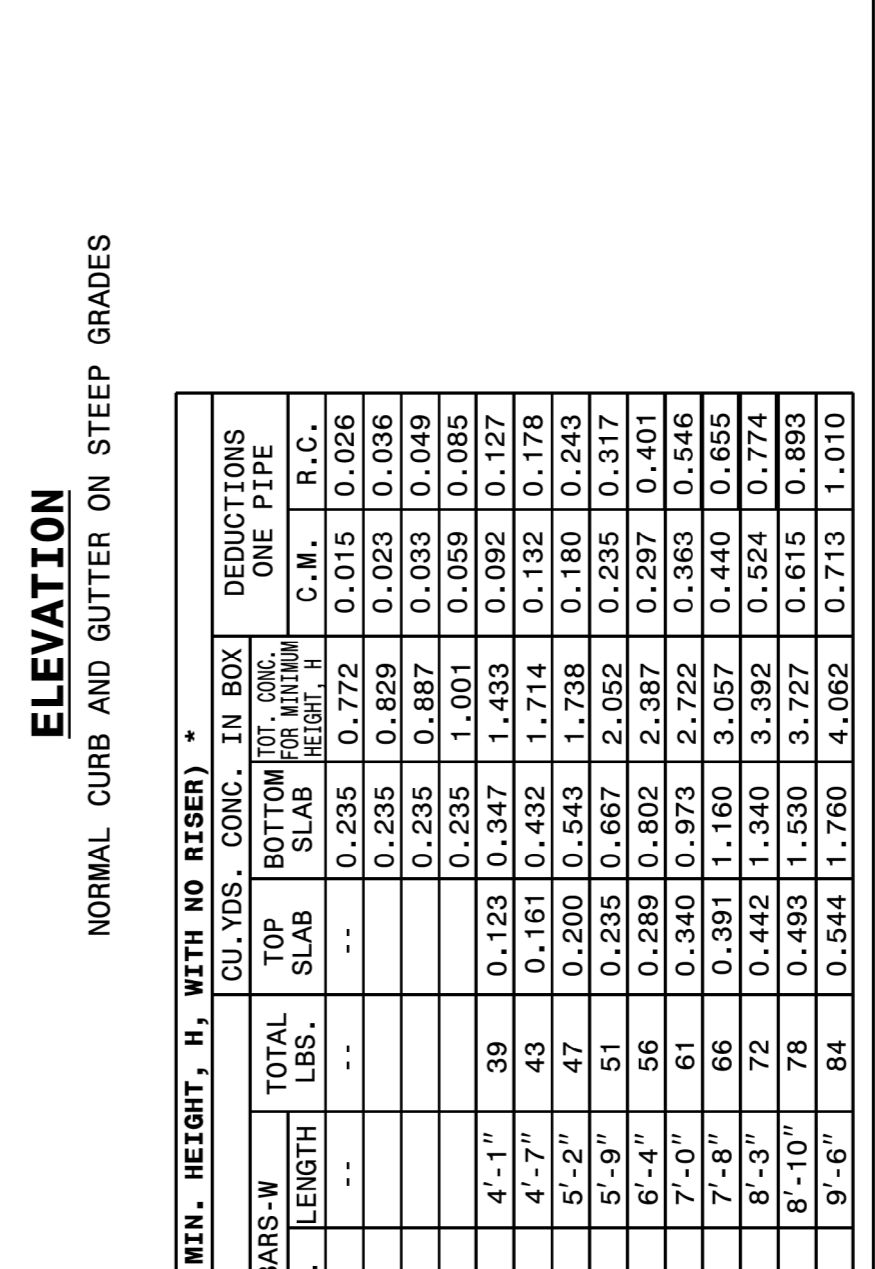 ELEVATION
NORMAL CURB AND GUTTER ON STEEP GRADES
MIN. HEIGHT, H, WITH NO RISER) *
CU.YDS. CONC. IN BOX DEDUCTIONS
BARS-W TOTAL TOP BOTTOM TOT. CONC. ONE PIPE
FOR MINIMUM
LENGTH LBS. SLAB SLAB HEIGHT, H C.M. R.C.
-- -- -- 0.235 0.772 0.015 0.026
0.235 0.829 0.023 0.036
0.235 0.887 0.033 0.049
0.235 1.001 0.059 0.085
4'-1" 39 0.123 0.347 1.433 0.092 0.127
4'-7" 43 0.161 0.432 1.714 0.132 0.178
5'-2" 47 0.200 0.543 1.738 0.180 0.243
5'-9" 51 0.235 0.667 2.052 0.235 0.317
6'-4" 56 0.289 0.802 2.387 0.297 0.401
7'-0" 61 0.340 0.973 2.722 0.363 0.546
7'-8" 66 0.391 1.160 3.057 0.440 0.655
8'-3" 72 0.442 1.340 3.392 0.524 0.774
8'-10" 78 0.493 1.530 3.727 0.615 0.893
9'-6" 84 0.544 1.760 4.062 0.713 1.010